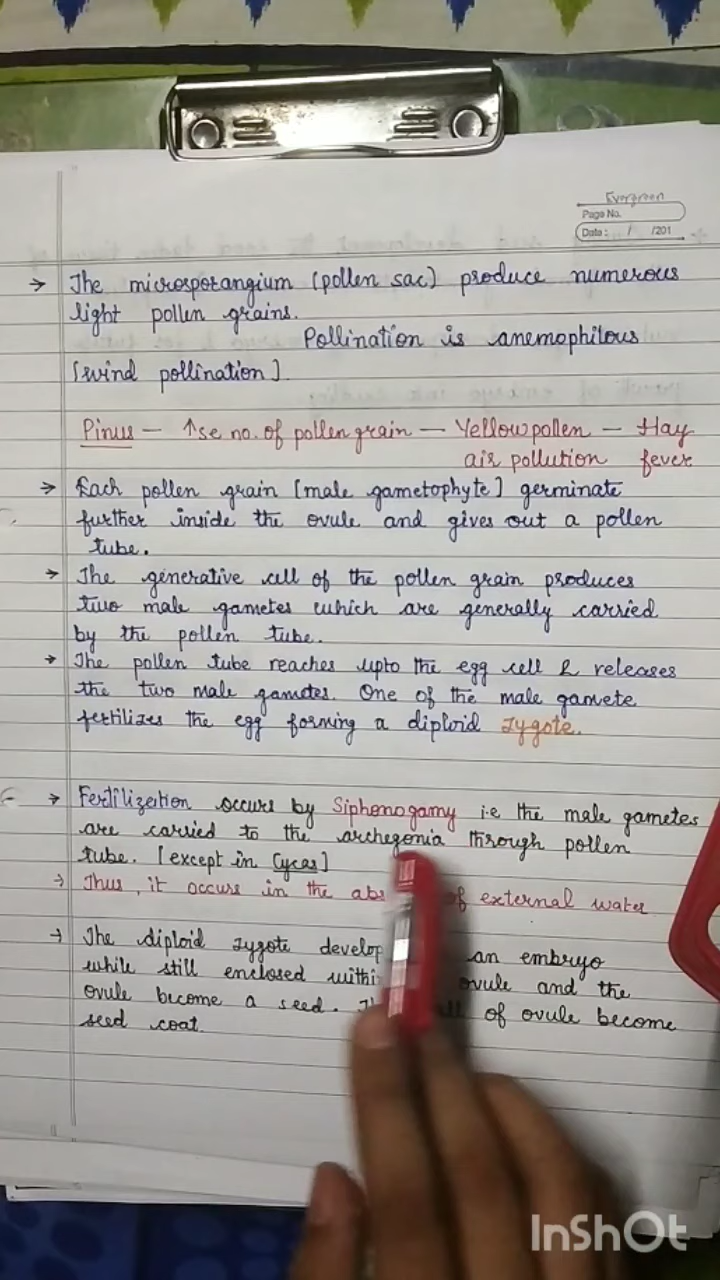 Evergreen
Page No.
Date : / /201
→ The microsporangium (pollen sac) produce numerous
light pollen grains.
Pollination is anemophilous
[wind pollination]
Pinus — ↑se no. of pollen grain — Yellow pollen — Hay
air pollution fever
→ Each pollen grain [male gametophyte] germinate
further inside the ovule and gives out a pollen
tube.
→ The generative cell of the pollen grain produces
two male gametes which are generally carried
by the pollen tube.
→ The pollen tube reaches upto the egg cell & releases
the two male gametes. One of the male gamete
fertilizes the egg forming a diploid zygote.
→ Fertilization occurs by Siphonogamy i.e the male gametes
are carried to the archegonia through pollen
tube. [except in Cycas]
→ Thus, it occurs in the abs of external water
→ The diploid zygote develop an embryo
while still enclosed withi ovule and the
ovule become a seed. of ovule become
seed coat
InShOt